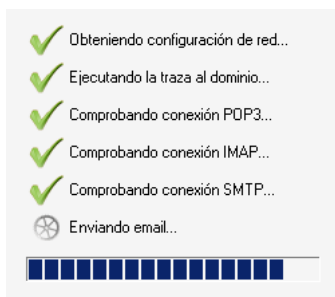 Obteniendo configuración de red...
Ejecutando la traza al dominio...
Comprobando conexión POP3...
Comprobando conexión IMAP...
Comprobando conexión SMTP...
Enviando email...